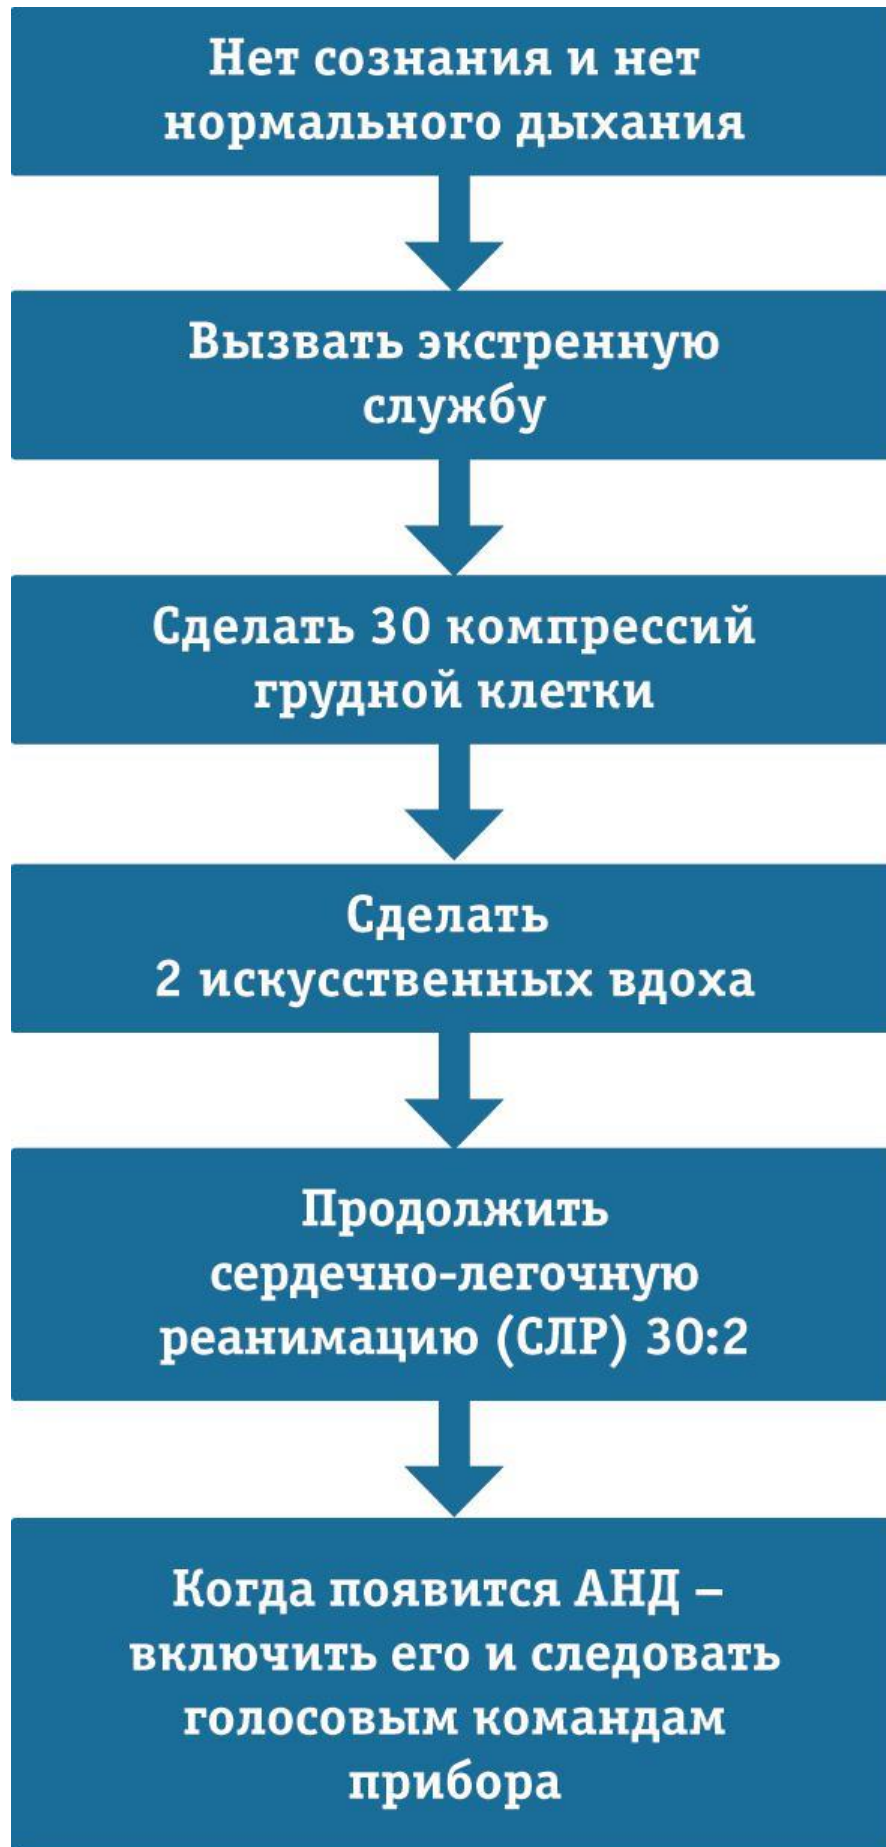 Нет сознания и нет
нормального дыхания
Вызвать экстренную
службу
Сделать 30 компрессий
грудной клетки
Сделать
2 искусственных вдоха
Продолжить
сердечно-легочную
реанимацию (СЛР) 30:2
Когда появится АНД –
включить его и следовать
голосовым командам
прибора